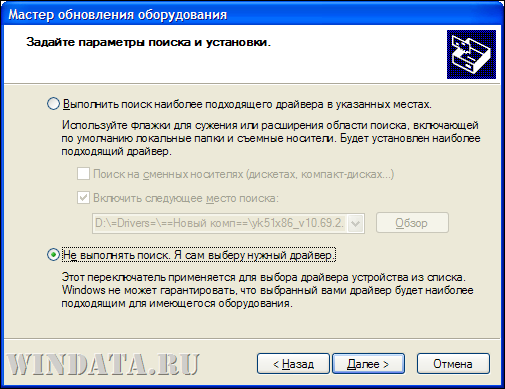 Мастер обновления оборудования
Задайте параметры поиска и установки.
Выполнить поиск наиболее подходящего драйвера в указанных местах.
Используйте флажки для сужения или расширения области поиска, включающей
по умолчанию локальные папки и съемные носители. Будет установлен наиболее
подходящий драйвер.
Поиск на сменных носителях (дискетах, компакт-дисках...)
Включить следующее место поиска:
D:\=Drivers=\==Новый комп==\yk51x86_v10.69.2.
Обзор
Не выполнять поиск. Я сам выберу нужный драйвер.
Этот переключатель применяется для выбора драйвера устройства из списка.
Windows не может гарантировать, что выбранный вами драйвер будет наиболее
подходящим для имеющегося оборудования.
WINDATA.RU
< Назад
Далее >
Отмена